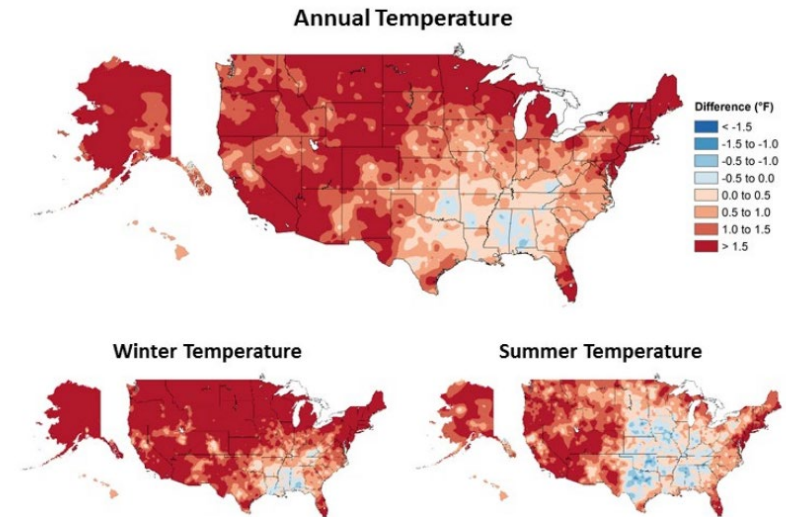 Annual Temperature
Difference (°F)
< -1.5
-1.5 to -1.0
-0.5 to -1.0
-0.5 to 0.0
0.0 to 0.5
0.5 to 1.0
1.0 to 1.5
> 1.5
Winter Temperature
Summer Temperature